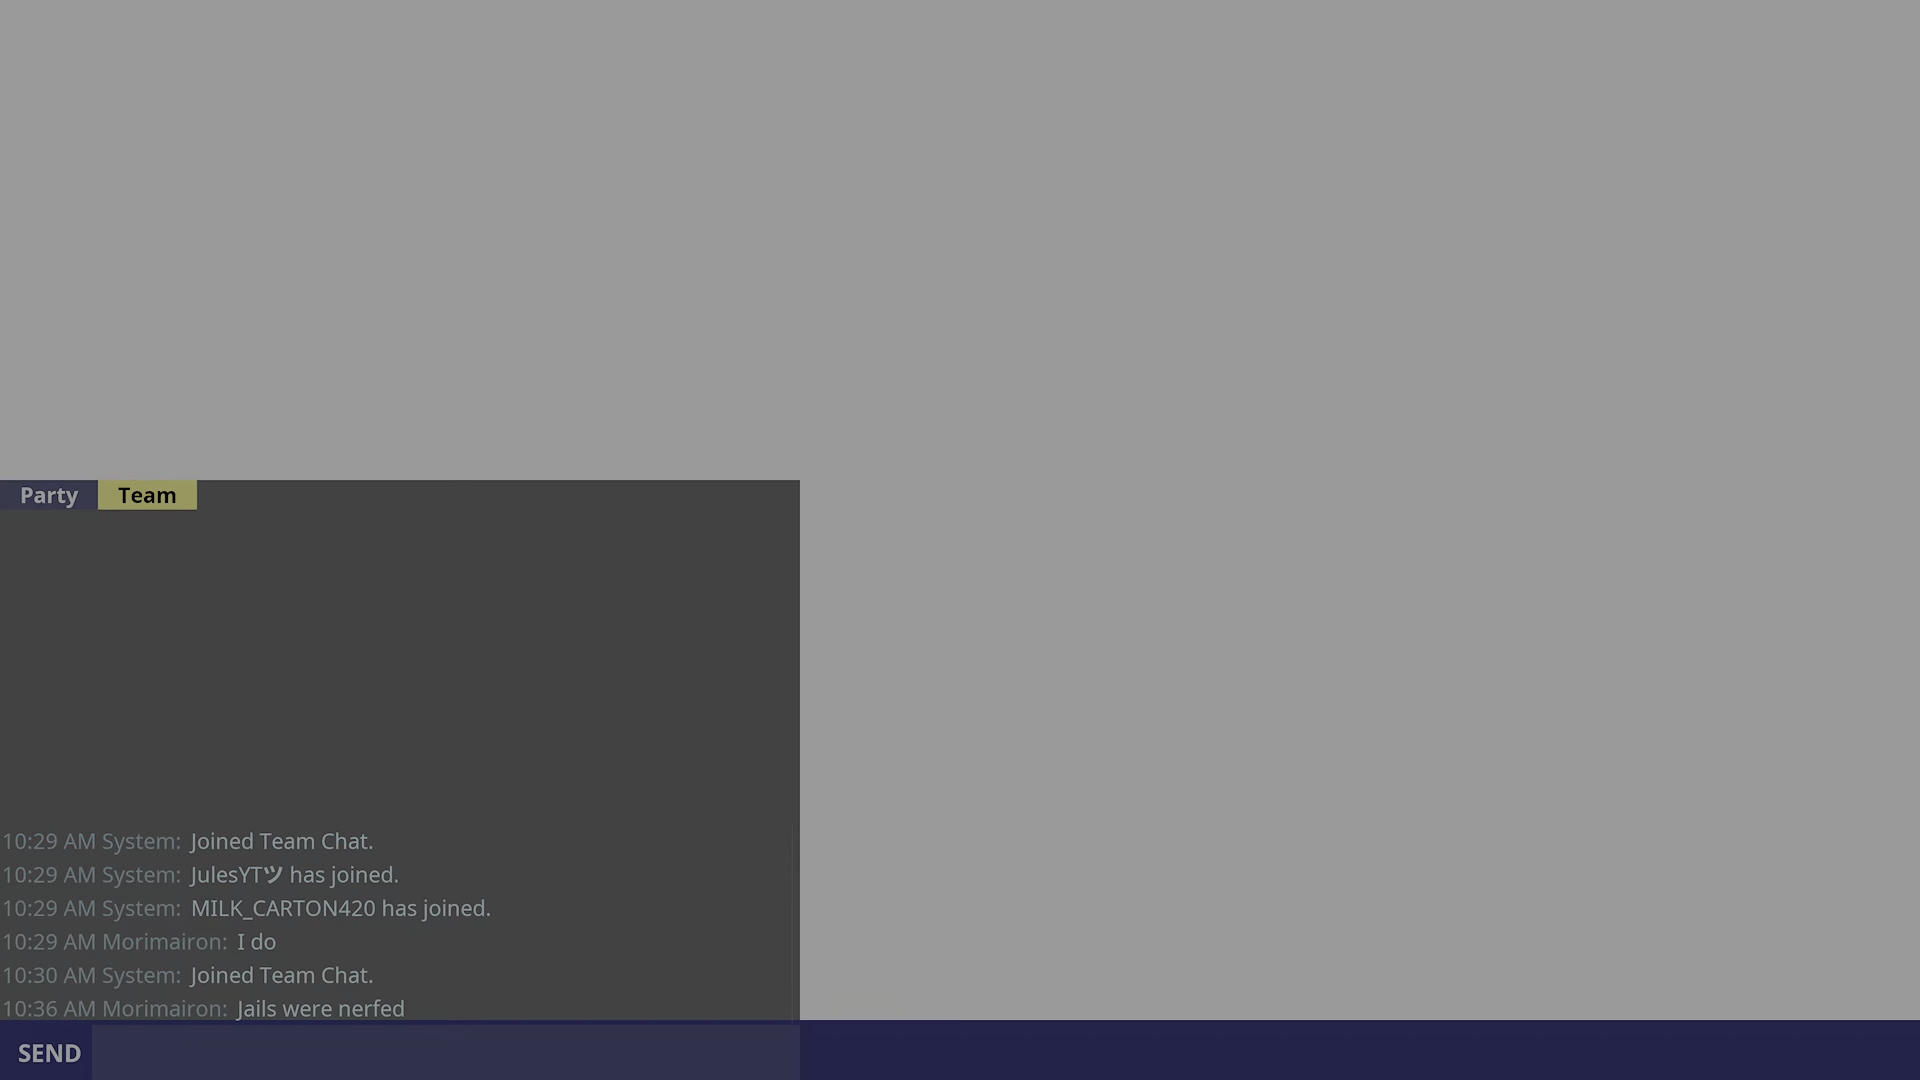 Party Team
10:29 AM System: Joined Team Chat.
10:29 AM System: JulesYTツ has joined.
10:29 AM System: MILK_CARTON420 has joined.
10:29 AM Morimairon: I do
10:30 AM System: Joined Team Chat.
10:36 AM Morimairon: Jails were nerfed
SEND